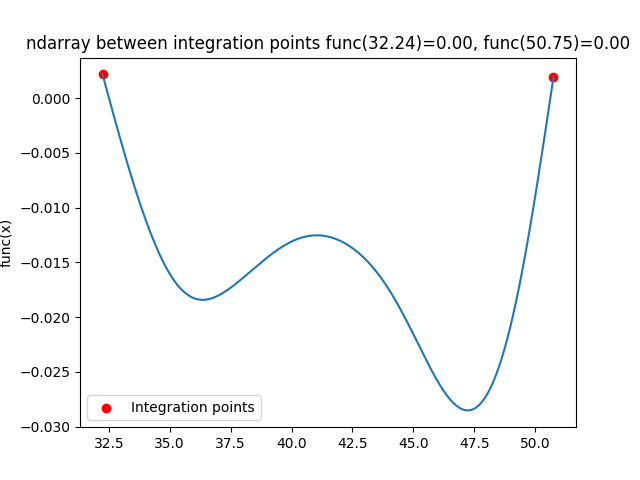 ndarray between integration points func(32.24)=0.00, func(50.75)=0.00
func(x)
0.000
−0.005
−0.010
−0.015
−0.020
−0.025
−0.030
Integration points
32.5 35.0 37.5 40.0 42.5 45.0 47.5 50.0